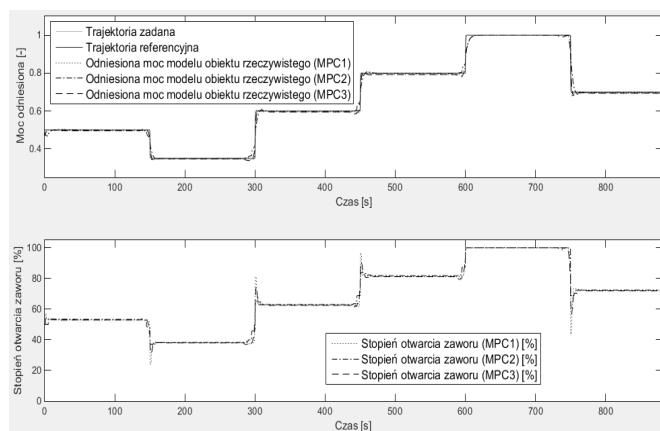 Trajektoria zadana
Trajektoria referencyjna
Odniesiona moc modelu obiektu rzeczywistego (MPC1)
Odniesiona moc modelu obiektu rzeczywistego (MPC2)
Odniesiona moc modelu obiektu rzeczywistego (MPC3)
Moc odniesiona [-]
1
0.8
0.6
0.4
0 100 200 300 400 500 600 700 800
Czas [s]
Stopień otwarcia zaworu [%]
100
80
60
40
20
0
Stopień otwarcia zaworu (MPC1) [%]
Stopień otwarcia zaworu (MPC2) [%]
Stopień otwarcia zaworu (MPC3) [%]
0 100 200 300 400 500 600 700 800
Czas [s]